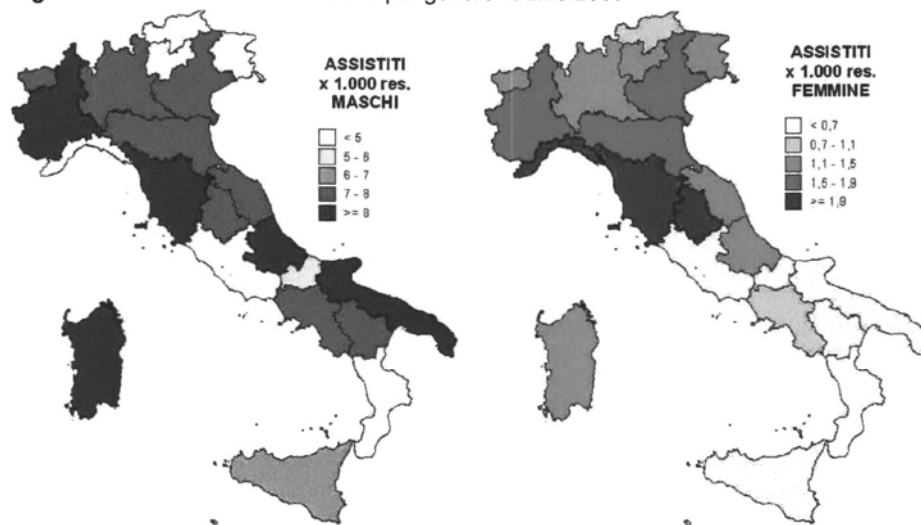 ASSISTITI
x 1.000 res.
MASCHI
< 5
5 - 6
6 - 7
7 - 8
>= 8
ASSISTITI
x 1.000 res.
FEMMINE
< 0,7
0,7 - 1,1
1,1 - 1,5
1,5 - 1,9
>= 1,9